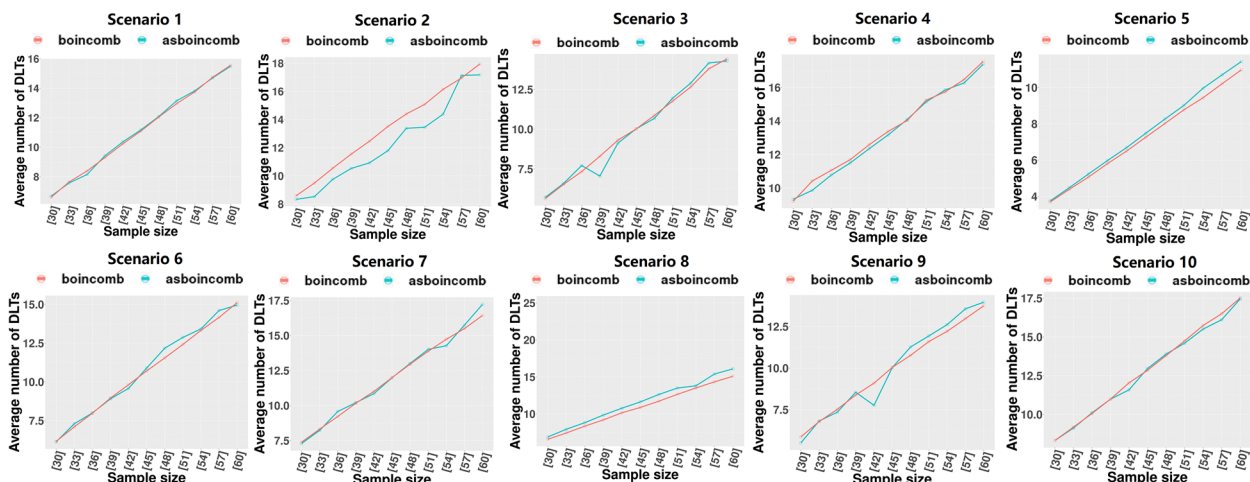 Scenario 1
boincomb asboincomb
Average number of DLTs
16
14
12
10
8
[30] [33] [36] [39] [42] [45] [48] [51] [54] [57] [60]
Sample size
Scenario 2
boincomb asboincomb
Average number of DLTs
18
16
14
12
10
8
[30] [33] [36] [39] [42] [45] [48] [51] [54] [57] [60]
Sample size
Scenario 3
boincomb asboincomb
Average number of DLTs
12.5
10.0
7.5
[30] [33] [36] [39] [42] [45] [48] [51] [54] [57] [60]
Sample size
Scenario 4
boincomb asboincomb
Average number of DLTs
16
14
12
10
[30] [33] [36] [39] [42] [45] [48] [51] [54] [57] [60]
Sample size
Scenario 5
boincomb asboincomb
Average number of DLTs
10
8
6
4
[30] [33] [36] [39] [42] [45] [48] [51] [54] [57] [60]
Sample size
Scenario 6
boincomb asboincomb
Average number of DLTs
15.0
12.5
10.0
7.5
[30] [33] [36] [39] [42] [45] [48] [51] [54] [57] [60]
Sample size
Scenario 7
boincomb asboincomb
Average number of DLTs
17.5
15.0
12.5
10.0
7.5
[30] [33] [36] [39] [42] [45] [48] [51] [54] [57] [60]
Sample size
Scenario 8
boincomb asboincomb
Average number of DLTs
25
20
15
10
[30] [33] [36] [39] [42] [45] [48] [51] [54] [57] [60]
Sample size
Scenario 9
boincomb asboincomb
Average number of DLTs
12.5
10.0
7.5
[30] [33] [36] [39] [42] [45] [48] [51] [54] [57] [60]
Sample size
Scenario 10
boincomb asboincomb
Average number of DLTs
17.5
15.0
12.5
10.0
[30] [33] [36] [39] [42] [45] [48] [51] [54] [57] [60]
Sample size